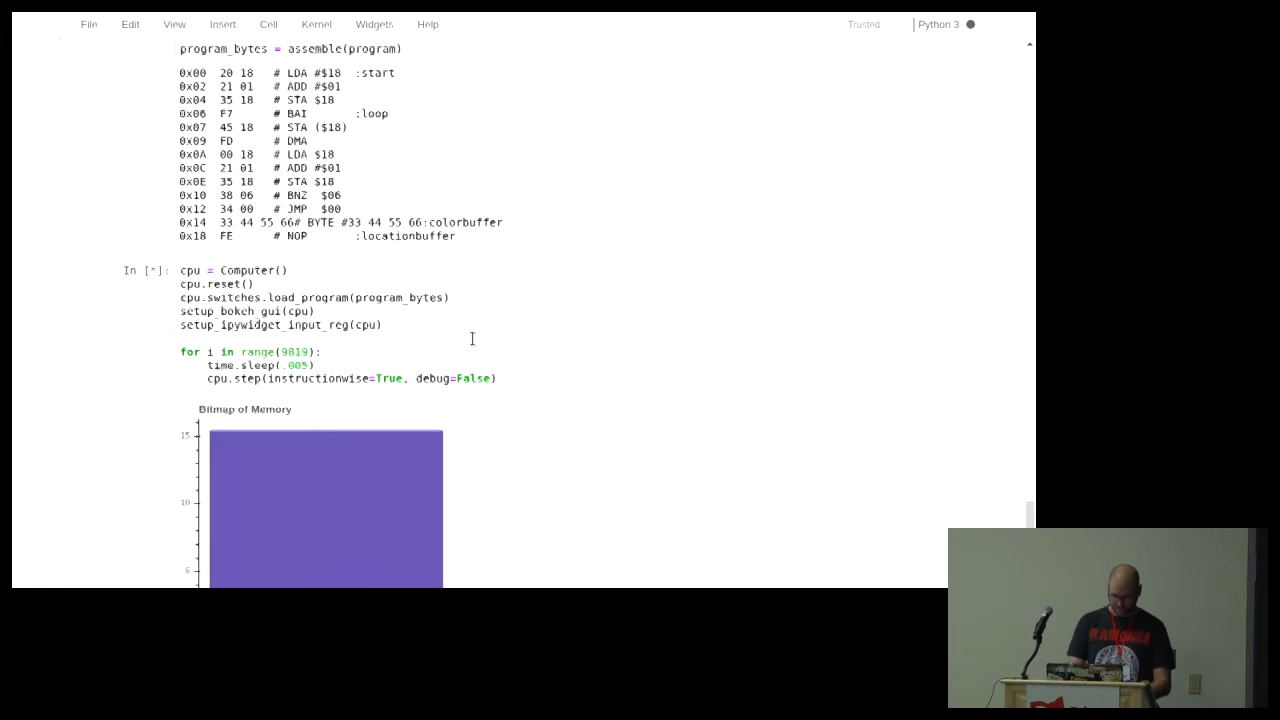 File Edit View Insert Cell Kernel Widgets Help Trusted Python 3
program_bytes = assemble(program)
0x00 20 18 # LDA #$18 :start
0x02 21 01 # ADD #$01
0x04 35 18 # STA $18
0x06 F7 # BAI :loop
0x07 45 18 # STA ($18)
0x09 FD # DMA
0x0A 00 18 # LDA $18
0x0C 21 01 # ADD #$01
0x0E 35 18 # STA $18
0x10 38 06 # BNZ $06
0x12 34 00 # JMP $00
0x14 33 44 55 66# BYTE #33 44 55 66:colorbuffer
0x18 FE # NOP :locationbuffer
In [*]: cpu = Computer()
cpu.reset()
cpu.switches.load_program(program_bytes)
setup_bokeh_gui(cpu)
setup_ipywidget_input_reg(cpu)
for i in range(9819):
time.sleep(.005)
cpu.step(instructionwise=True, debug=False)
Bitmap of Memory
15
10
5
RAMONES